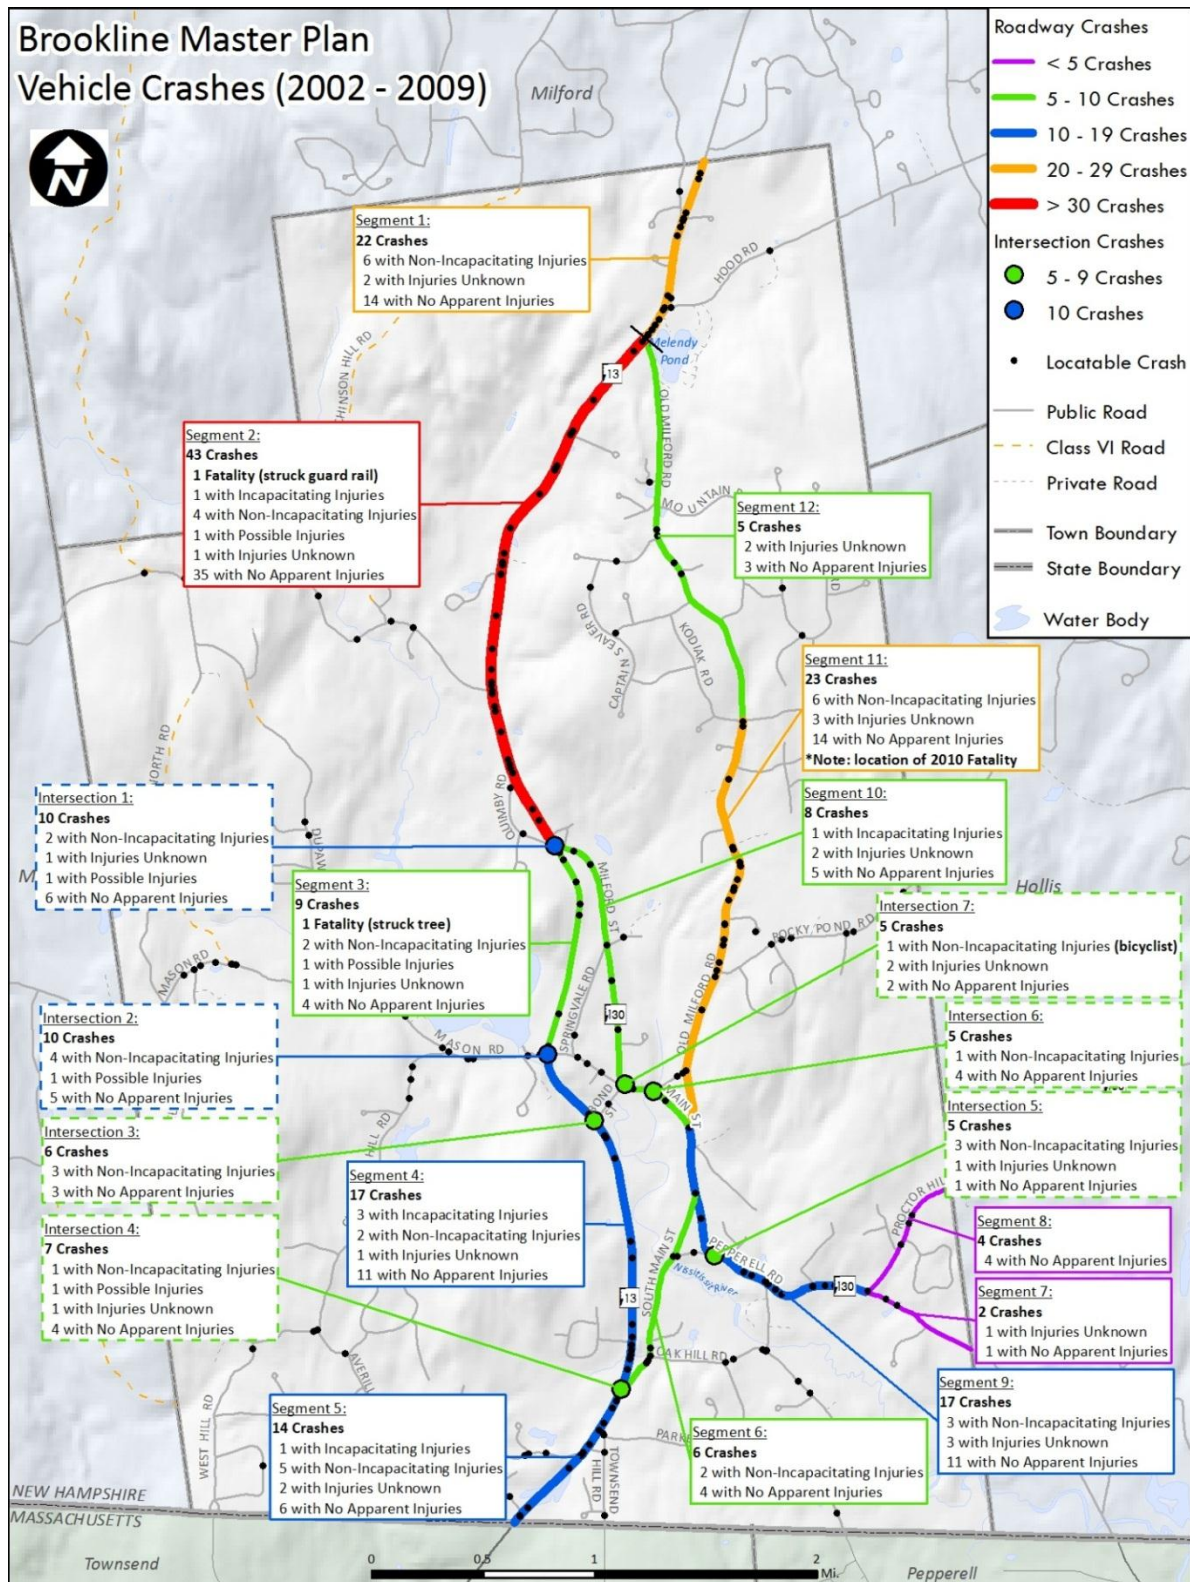 Brookline Master Plan
Vehicle Crashes (2002 - 2009)
N
Milford
Roadway Crashes
< 5 Crashes
5 - 10 Crashes
10 - 19 Crashes
20 - 29 Crashes
> 30 Crashes
Intersection Crashes
5 - 9 Crashes
10 Crashes
Locatable Crash
Public Road
Class VI Road
Private Road
Town Boundary
State Boundary
Water Body
Segment 1:
22 Crashes
6 with Non-Incapacitating Injuries
2 with Injuries Unknown
14 with No Apparent Injuries
HOOD RD
Melendy
Pond
13
Segment 2:
43 Crashes
1 Fatality (struck guard rail)
1 with Incapacitating Injuries
4 with Non-Incapacitating Injuries
1 with Possible Injuries
1 with Injuries Unknown
35 with No Apparent Injuries
OLD MILFORD RD
Segment 12:
5 Crashes
2 with Injuries Unknown
3 with No Apparent Injuries
CAPTAIN SEAVER RD
KODIAK RD
Segment 11:
23 Crashes
6 with Non-Incapacitating Injuries
3 with Injuries Unknown
14 with No Apparent Injuries
*Note: location of 2010 Fatality
NORTH RD
QUIMBY RD
Intersection 1:
10 Crashes
2 with Non-Incapacitating Injuries
1 with Injuries Unknown
1 with Possible Injuries
6 with No Apparent Injuries
Segment 10:
8 Crashes
1 with Incapacitating Injuries
2 with Injuries Unknown
5 with No Apparent Injuries
MILFORD ST
Hollis
Segment 3:
9 Crashes
1 Fatality (struck tree)
2 with Non-Incapacitating Injuries
1 with Possible Injuries
1 with Injuries Unknown
4 with No Apparent Injuries
Intersection 7:
5 Crashes
1 with Non-Incapacitating Injuries (bicyclist)
2 with Injuries Unknown
2 with No Apparent Injuries
ROCKY POND RD
MASON RD
SPRINGVALE RD
130
OLD MILFORD RD
Intersection 2:
10 Crashes
4 with Non-Incapacitating Injuries
1 with Possible Injuries
5 with No Apparent Injuries
MASON RD
Intersection 6:
5 Crashes
1 with Non-Incapacitating Injuries
4 with No Apparent Injuries
BOND ST
MAIN ST
Intersection 3:
6 Crashes
3 with Non-Incapacitating Injuries
3 with No Apparent Injuries
HILL RD
Intersection 5:
5 Crashes
3 with Non-Incapacitating Injuries
1 with Injuries Unknown
1 with No Apparent Injuries
Segment 4:
17 Crashes
3 with Incapacitating Injuries
2 with Non-Incapacitating Injuries
1 with Injuries Unknown
11 with No Apparent Injuries
Intersection 4:
7 Crashes
1 with Non-Incapacitating Injuries
1 with Possible Injuries
1 with Injuries Unknown
4 with No Apparent Injuries
SOUTH MAIN ST
PEPPERELL RD
Nissitissit River
130
13
Segment 8:
4 Crashes
4 with No Apparent Injuries
Segment 7:
2 Crashes
1 with Injuries Unknown
1 with No Apparent Injuries
OAK HILL RD
AVERILL
WEST HILL RD
Segment 9:
17 Crashes
3 with Non-Incapacitating Injuries
3 with Injuries Unknown
11 with No Apparent Injuries
Segment 5:
14 Crashes
1 with Incapacitating Injuries
5 with Non-Incapacitating Injuries
2 with Injuries Unknown
6 with No Apparent Injuries
TOWNSEND
HILL RD
Segment 6:
6 Crashes
2 with Non-Incapacitating Injuries
4 with No Apparent Injuries
NEW HAMPSHIRE
MASSACHUSETTS
Townsend
0 0.5 1 2
Mi.
Pepperell